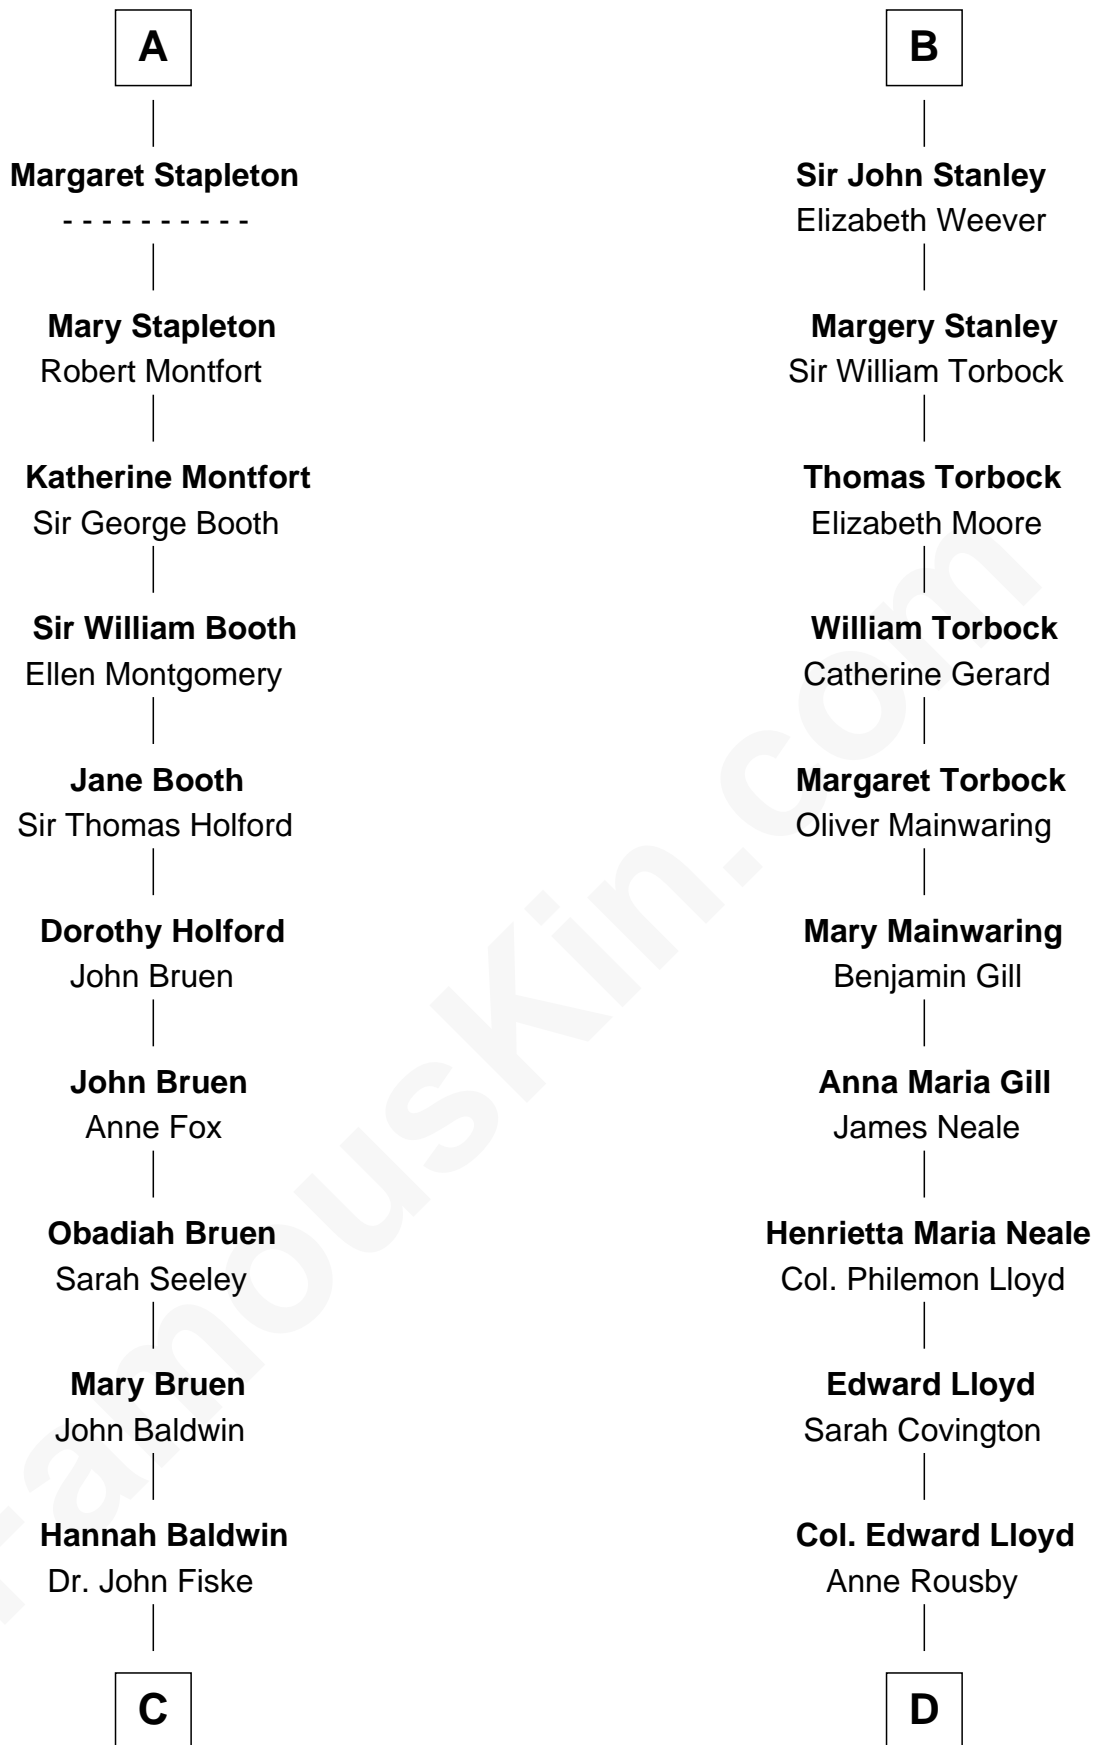 A
Margaret Stapleton
- - - - - - - - - -
Mary Stapleton
Robert Montfort
Katherine Montfort
Sir George Booth
Sir William Booth
Ellen Montgomery
Jane Booth
Sir Thomas Holford
Dorothy Holford
John Bruen
John Bruen
Anne Fox
Obadiah Bruen
Sarah Seeley
Mary Bruen
John Baldwin
Hannah Baldwin
Dr. John Fiske
C
B
Sir John Stanley
Elizabeth Weever
Margery Stanley
Sir William Torbock
Thomas Torbock
Elizabeth Moore
William Torbock
Catherine Gerard
Margaret Torbock
Oliver Mainwaring
Mary Mainwaring
Benjamin Gill
Anna Maria Gill
James Neale
Henrietta Maria Neale
Col. Philemon Lloyd
Edward Lloyd
Sarah Covington
Col. Edward Lloyd
Anne Rousby
D
FamousKin.com